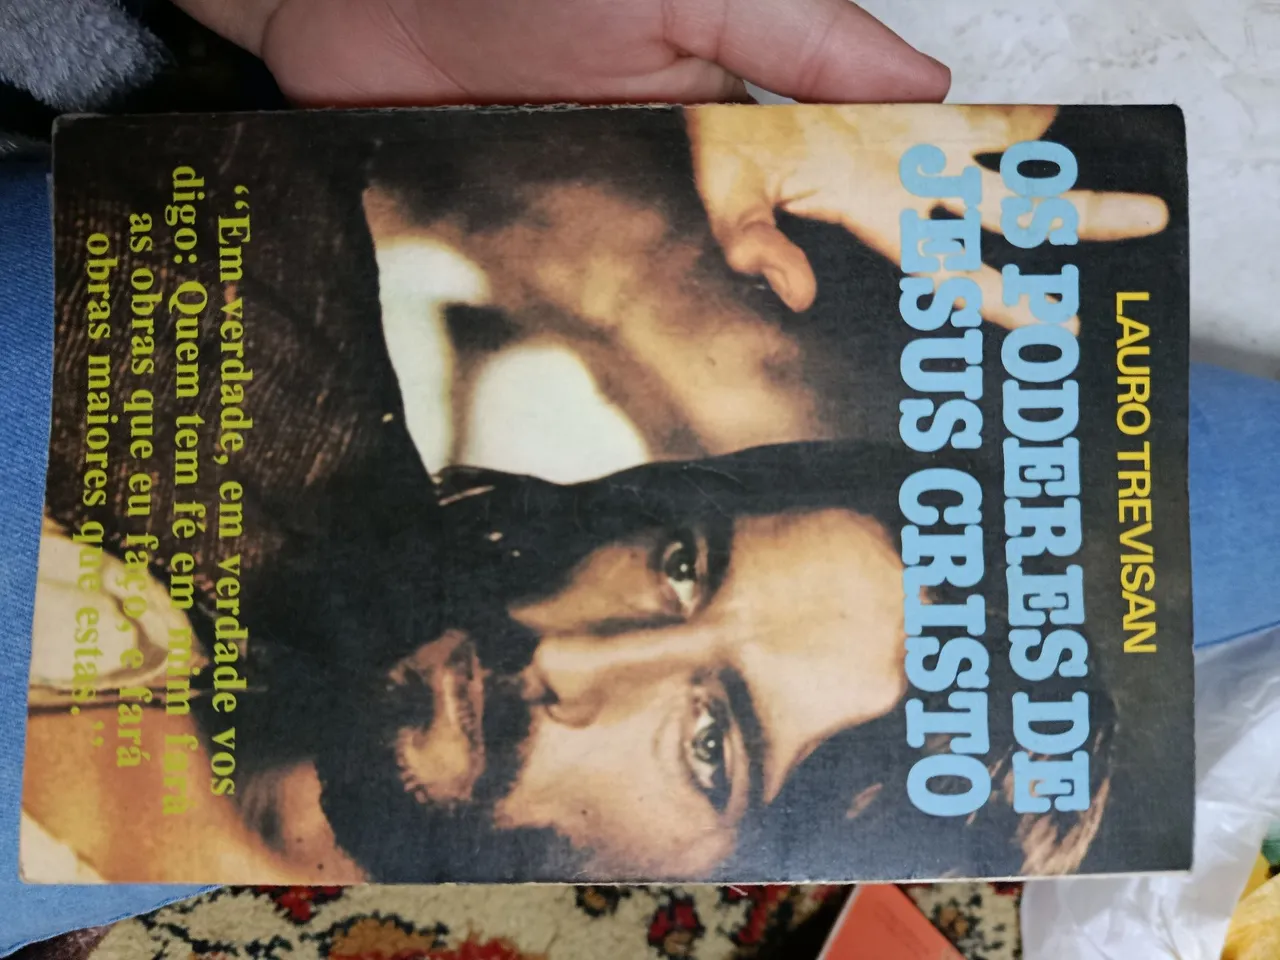 LAURO TREVISAN
OS PODERES DE
JESUS CRISTO
“Em verdade, em verdade vos
digo: Quem tem fé em mim fará
as obras que eu faço, e fará
obras maiores que estas.”